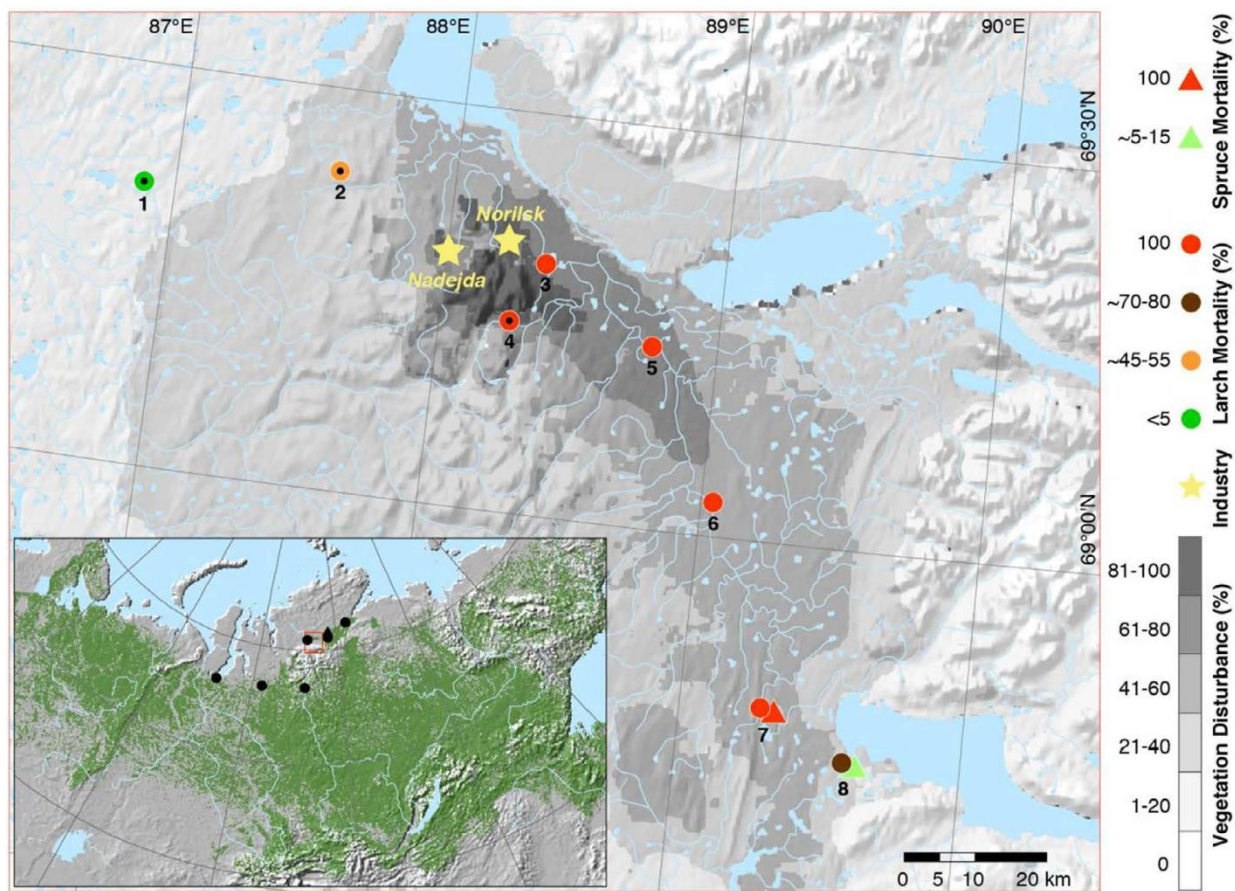 87°E
88°E
89°E
90°E
69°30'N
69°00'N
1
2
Norilsk
Nadejda
3
4
5
6
7
8
0 5 10 20 km
Spruce Mortality (%)
100
~5-15
Larch Mortality (%)
100
~70-80
~45-55
<5
Industry
Vegetation Disturbance (%)
81-100
61-80
41-60
21-40
1-20
0